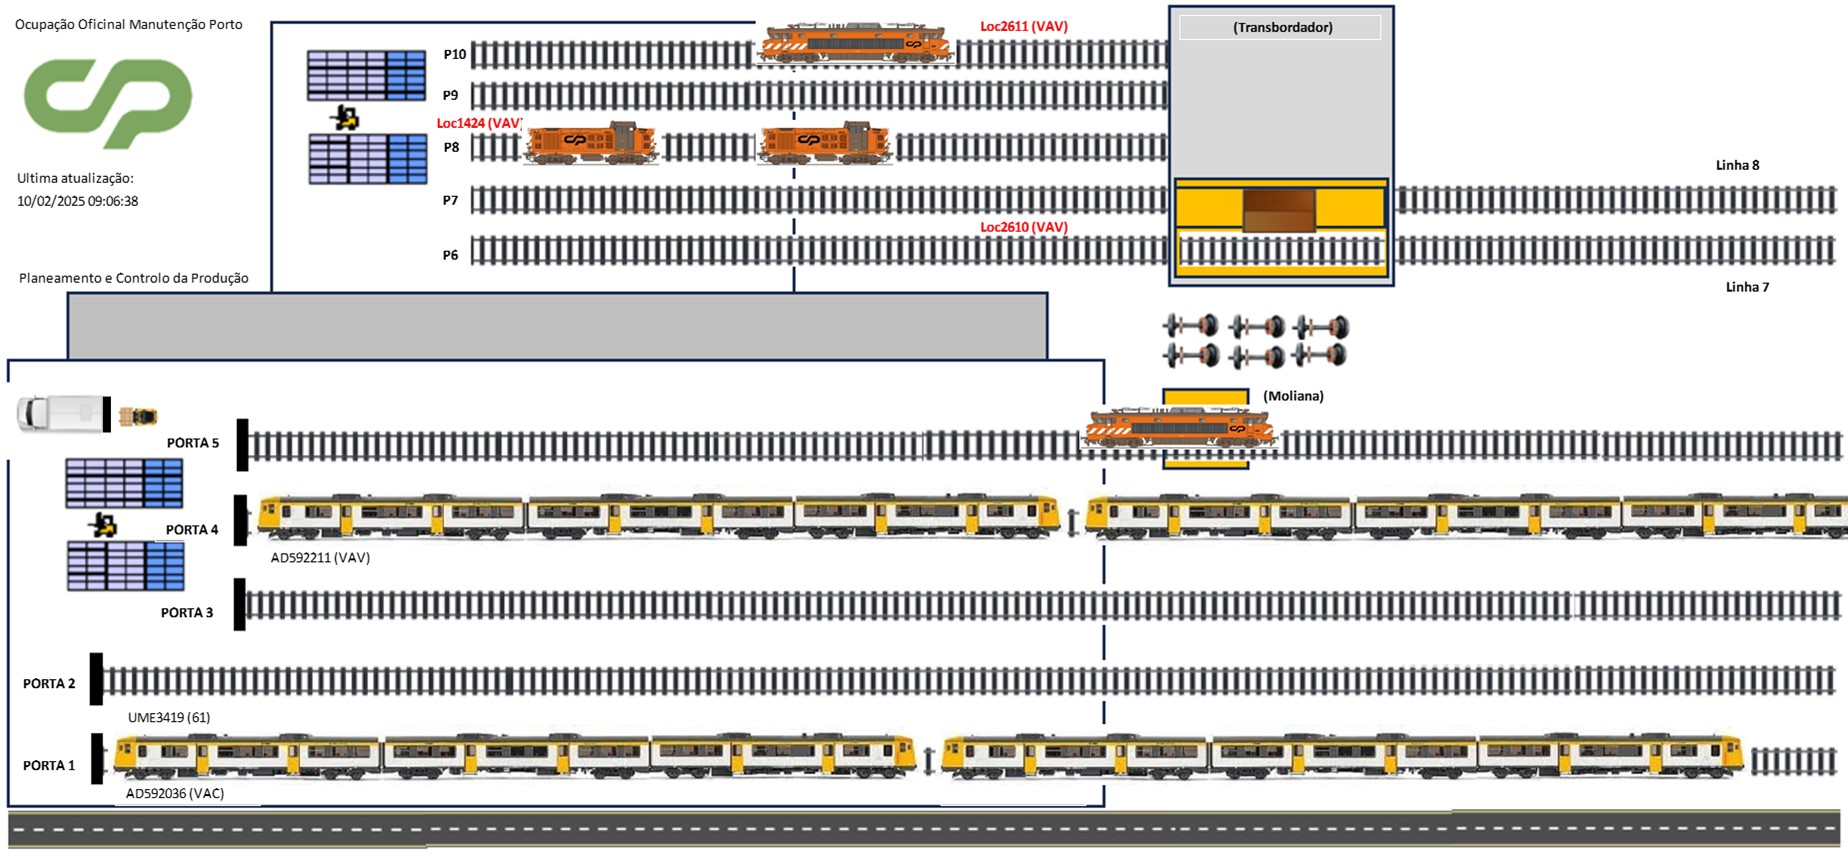 Ocupação Oficinal Manutenção Porto
Ultima atualização:
10/02/2025 09:06:38
Planeamento e Controlo da Produção
Loc2611 (VAV)
(Transbordador)
P10
P9
Loc1424 (VAV)
P8
Linha 8
P7
Loc2610 (VAV)
P6
Linha 7
(Moliana)
PORTA 5
PORTA 4
AD592211 (VAV)
PORTA 3
PORTA 2
UME3419 (61)
PORTA 1
AD592036 (VAC)